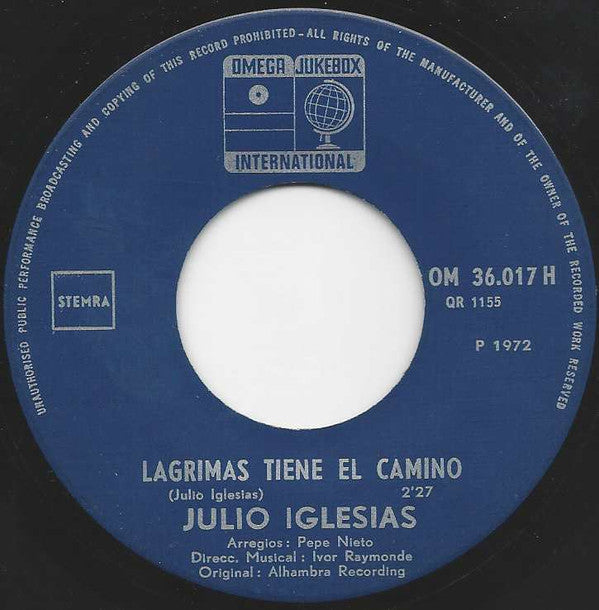 UNAUTHORISED PUBLIC PERFORMANCE BROADCASTING AND COPYING OF THIS RECORD PROHIBITED - ALL RIGHTS OF THE MANUFACTURER AND OF THE OWNER OF THE RECORDED WORK RESERVED
OMEGA JUKEBOX
INTERNATIONAL
STEMRA
OM 36.017 H
QR 1155
P 1972
LAGRIMAS TIENE EL CAMINO
(Julio Iglesias) 2'27
JULIO IGLESIAS
Arregios : Pepe Nieto
Direcc. Musical : Ivor Raymonde
Original : Alhambra Recording